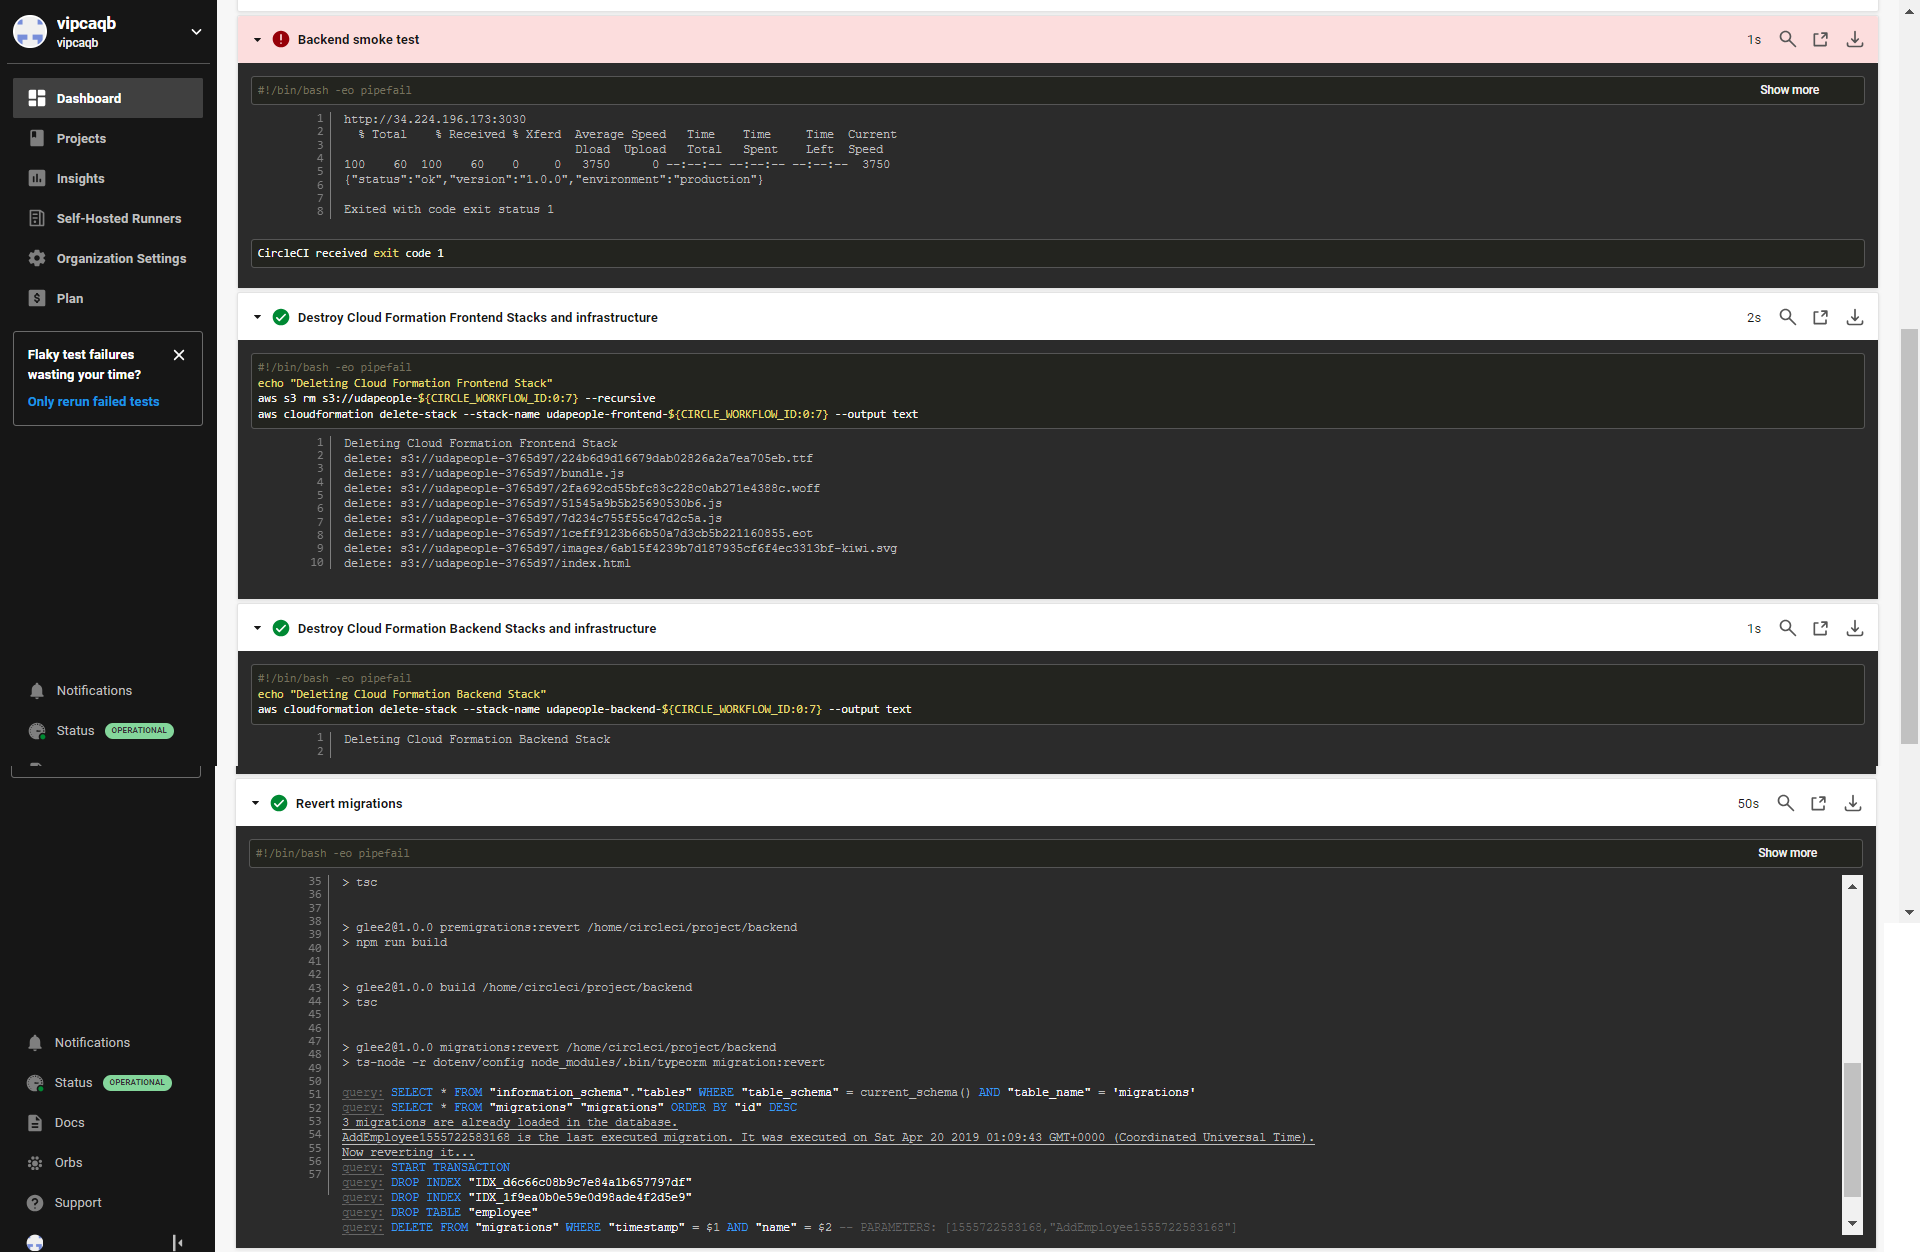 vipcaqb
vipcaqb
Dashboard
Projects
Insights
Self-Hosted Runners
Organization Settings
Plan
Flaky test failures
wasting your time?
Only rerun failed tests
Notifications
Status OPERATIONAL
Notifications
Status OPERATIONAL
Docs
Orbs
Support
Backend smoke test 1s
#!/bin/bash -eo pipefail Show more
1 http://34.224.196.173:3030
2 % Total % Received % Xferd Average Speed Time Time Time Current
3 Dload Upload Total Spent Left Speed
4 100 60 100 60 0 0 3750 0 --:--:-- --:--:-- --:--:-- 3750
5 {"status":"ok","version":"1.0.0","environment":"production"}
6
7 Exited with code exit status 1
8
CircleCI received exit code 1
Destroy Cloud Formation Frontend Stacks and infrastructure 2s
#!/bin/bash -eo pipefail
echo "Deleting Cloud Formation Frontend Stack"
aws s3 rm s3://udapeople-${CIRCLE_WORKFLOW_ID:0:7} --recursive
aws cloudformation delete-stack --stack-name udapeople-frontend-${CIRCLE_WORKFLOW_ID:0:7} --output text
1 Deleting Cloud Formation Frontend Stack
2 delete: s3://udapeople-3765d97/224b6d9d16679dab02826a2a7ea705eb.ttf
3 delete: s3://udapeople-3765d97/bundle.js
4 delete: s3://udapeople-3765d97/2fa692cd55bfc83c228c0ab271e4388c.woff
5 delete: s3://udapeople-3765d97/51545a9b5b25690530b6.js
6 delete: s3://udapeople-3765d97/7d234c755f55c47d2c5a.js
7 delete: s3://udapeople-3765d97/1ceff9123b66b50a7d3cb5b221160855.eot
8 delete: s3://udapeople-3765d97/images/6ab15f4239b7d187935cf6f4ec3313bf-kiwi.svg
9 delete: s3://udapeople-3765d97/index.html
10
Destroy Cloud Formation Backend Stacks and infrastructure 1s
#!/bin/bash -eo pipefail
echo "Deleting Cloud Formation Backend Stack"
aws cloudformation delete-stack --stack-name udapeople-backend-${CIRCLE_WORKFLOW_ID:0:7} --output text
1 Deleting Cloud Formation Backend Stack
2
Revert migrations 50s
#!/bin/bash -eo pipefail Show more
35 > tsc
36
37
38 > glee2@1.0.0 premigrations:revert /home/circleci/project/backend
39 > npm run build
40
41
42 > glee2@1.0.0 build /home/circleci/project/backend
43 > tsc
44
45
46 > glee2@1.0.0 migrations:revert /home/circleci/project/backend
47 > ts-node -r dotenv/config node_modules/.bin/typeorm migration:revert
48
49 query: SELECT * FROM "information_schema"."tables" WHERE "table_schema" = current_schema() AND "table_name" = 'migrations'
50 query: SELECT * FROM "migrations" "migrations" ORDER BY "id" DESC
51 3 migrations are already loaded in the database.
52 AddEmployee1555722583168 is the last executed migration. It was executed on Sat Apr 20 2019 01:09:43 GMT+0000 (Coordinated Universal Time).
53 Now reverting it...
54 query: START TRANSACTION
55 query: DROP INDEX "IDX_d6c66c08b9c7e84a1b657797df"
56 query: DROP INDEX "IDX_1f9ea0b0e59e0d98ade4f2d5e9"
57 query: DROP TABLE "employee"
query: DELETE FROM "migrations" WHERE "timestamp" = $1 AND "name" = $2 -- PARAMETERS: [1555722583168,"AddEmployee1555722583168"]